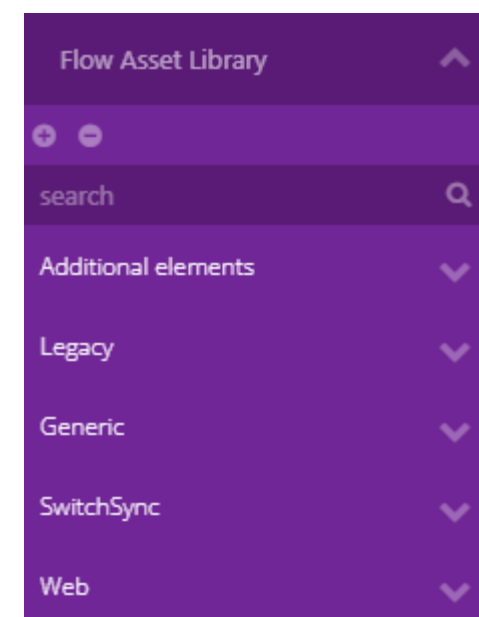 Flow Asset Library
search
Additional elements
Legacy
Generic
SwitchSync
Web